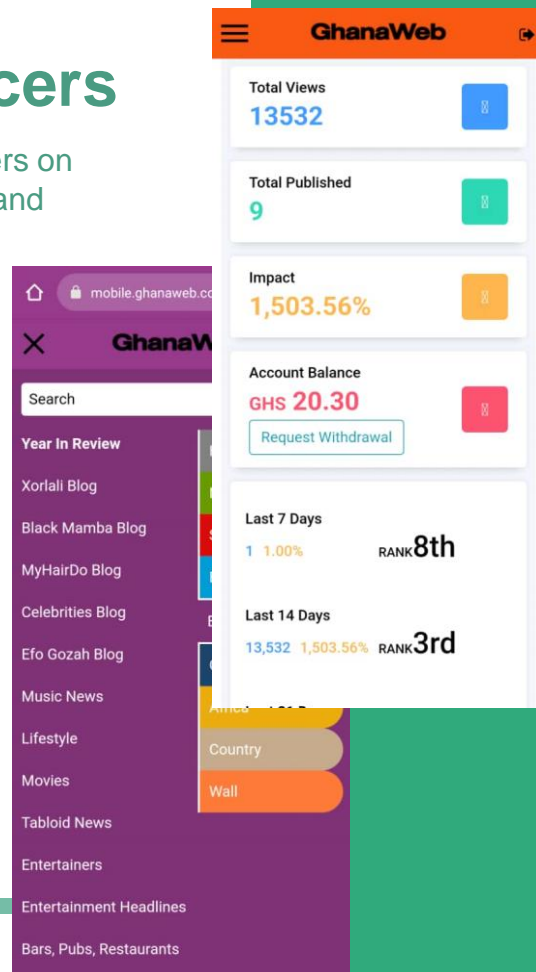 cers
ers on
and
GhanaWeb
Total Views
13532
Total Published
9
Impact
1,503.56%
Account Balance
GHS 20.30
Request Withdrawal
Last 7 Days
1 1.00% RANK 8th
Last 14 Days
13,532 1,503.56% RANK 3rd
mobile.ghanaweb.co
GhanaW
Search
Year In Review
Xorlali Blog
Black Mamba Blog
MyHairDo Blog
Celebrities Blog
Efo Gozah Blog
Music News
Lifestyle
Movies
Tabloid News
Entertainers
Entertainment Headlines
Bars, Pubs, Restaurants
Africa
Country
Wall